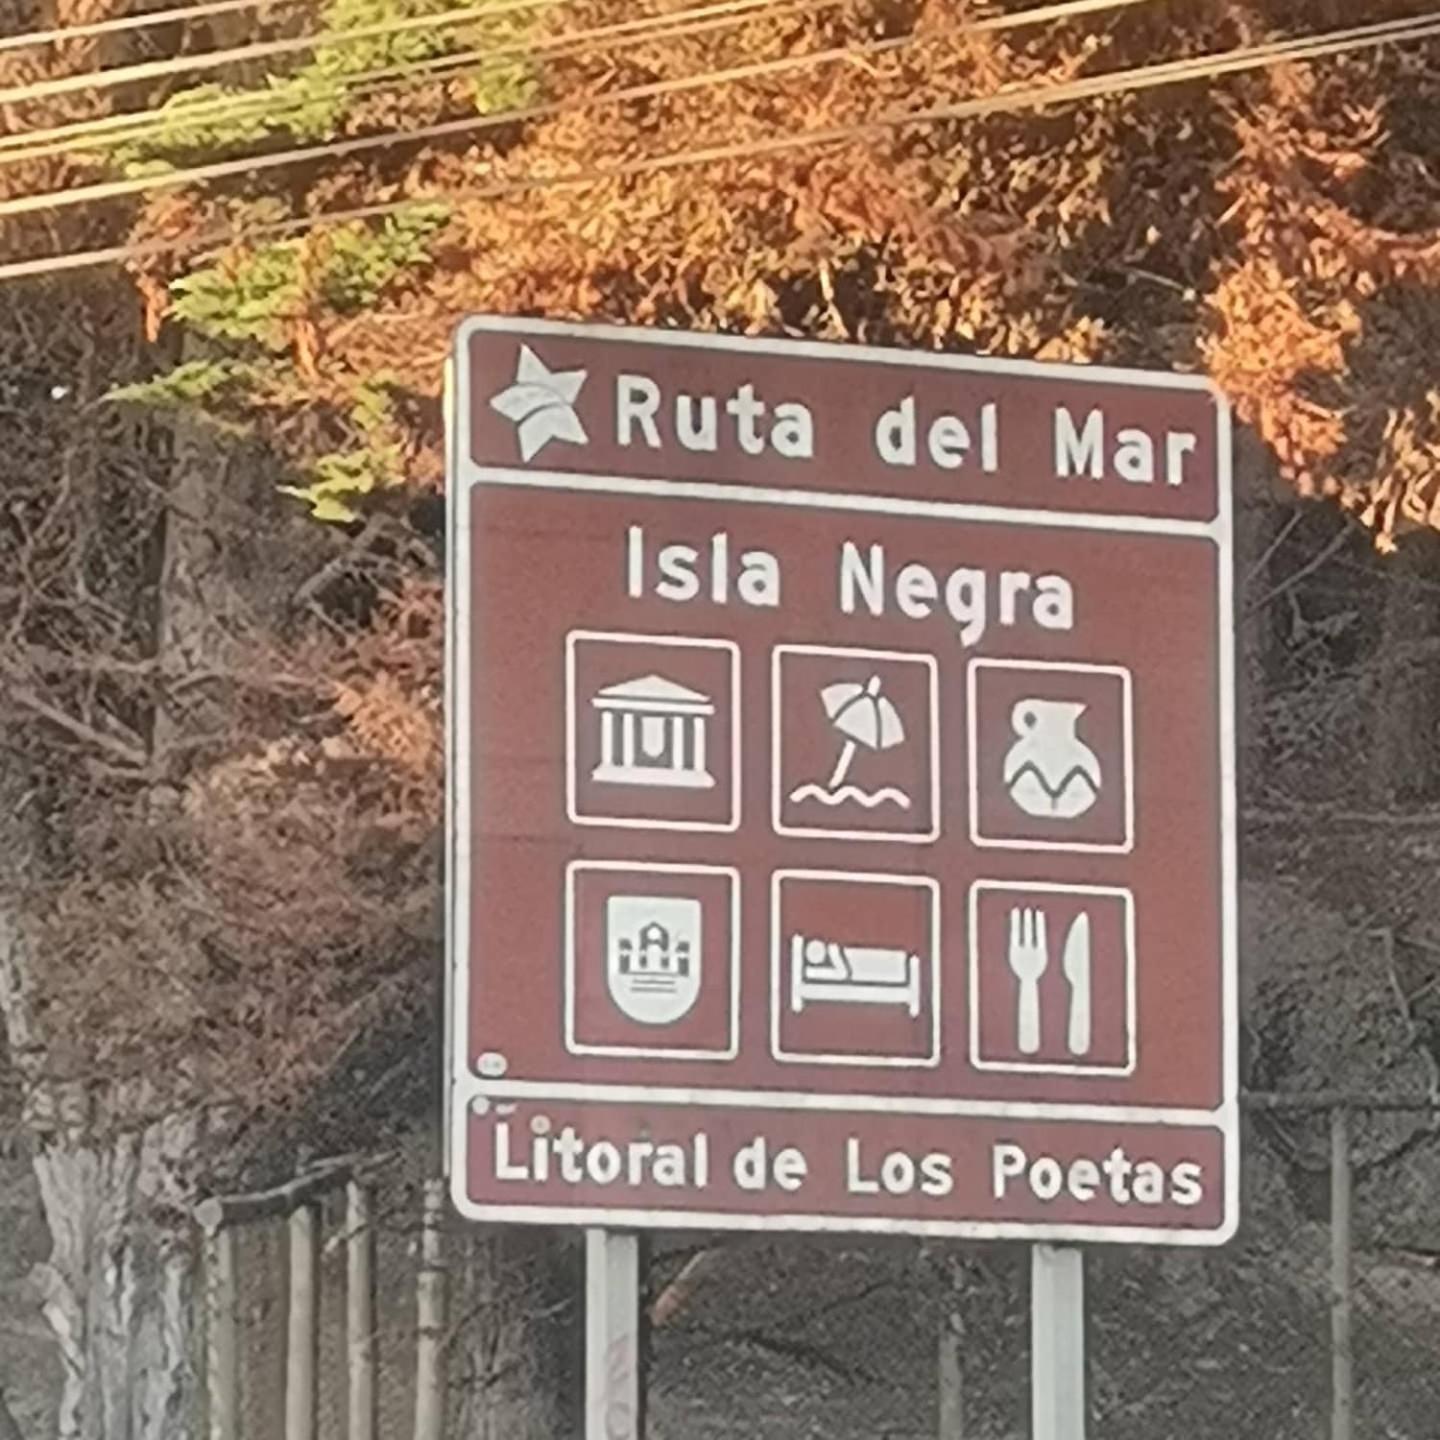 Ruta del Mar
Isla Negra
Litoral de Los Poetas